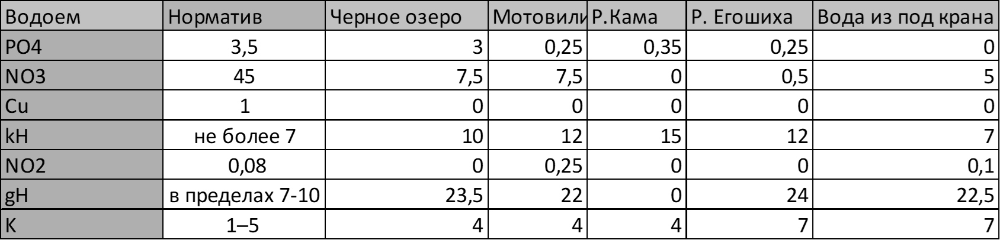 Водоем Норматив Черное озеро Мотовили Р.Кама Р. Егошиха Вода из под крана
PO4 3,5 3 0,25 0,35 0,25 0
NO3 45 7,5 7,5 0 0,5 5
Cu 1 0 0 0 0 0
kH не более 7 10 12 15 12 7
NO2 0,08 0 0,25 0 0 0,1
gH в пределах 7-10 23,5 22 0 24 22,5
K 1–5 4 4 4 7 7